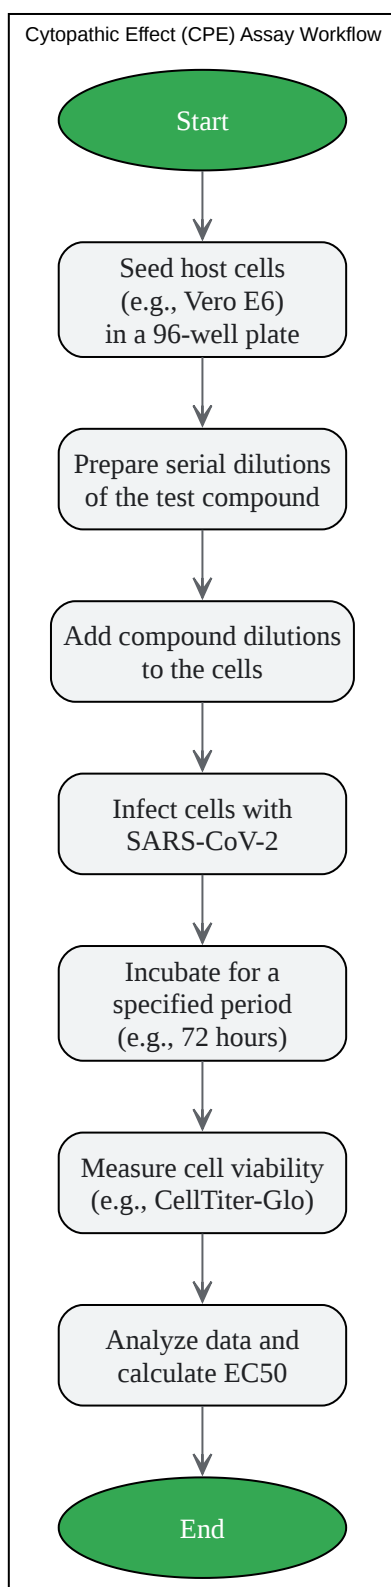 Cytopathic Effect (CPE) Assay Workflow
Start
Seed host cells
(e.g., Vero E6)
in a 96-well plate
Prepare serial dilutions
of the test compound
Add compound dilutions
to the cells
Infect cells with
SARS-CoV-2
Incubate for a
specified period
(e.g., 72 hours)
Measure cell viability
(e.g., CellTiter-Glo)
Analyze data and
calculate EC50
End